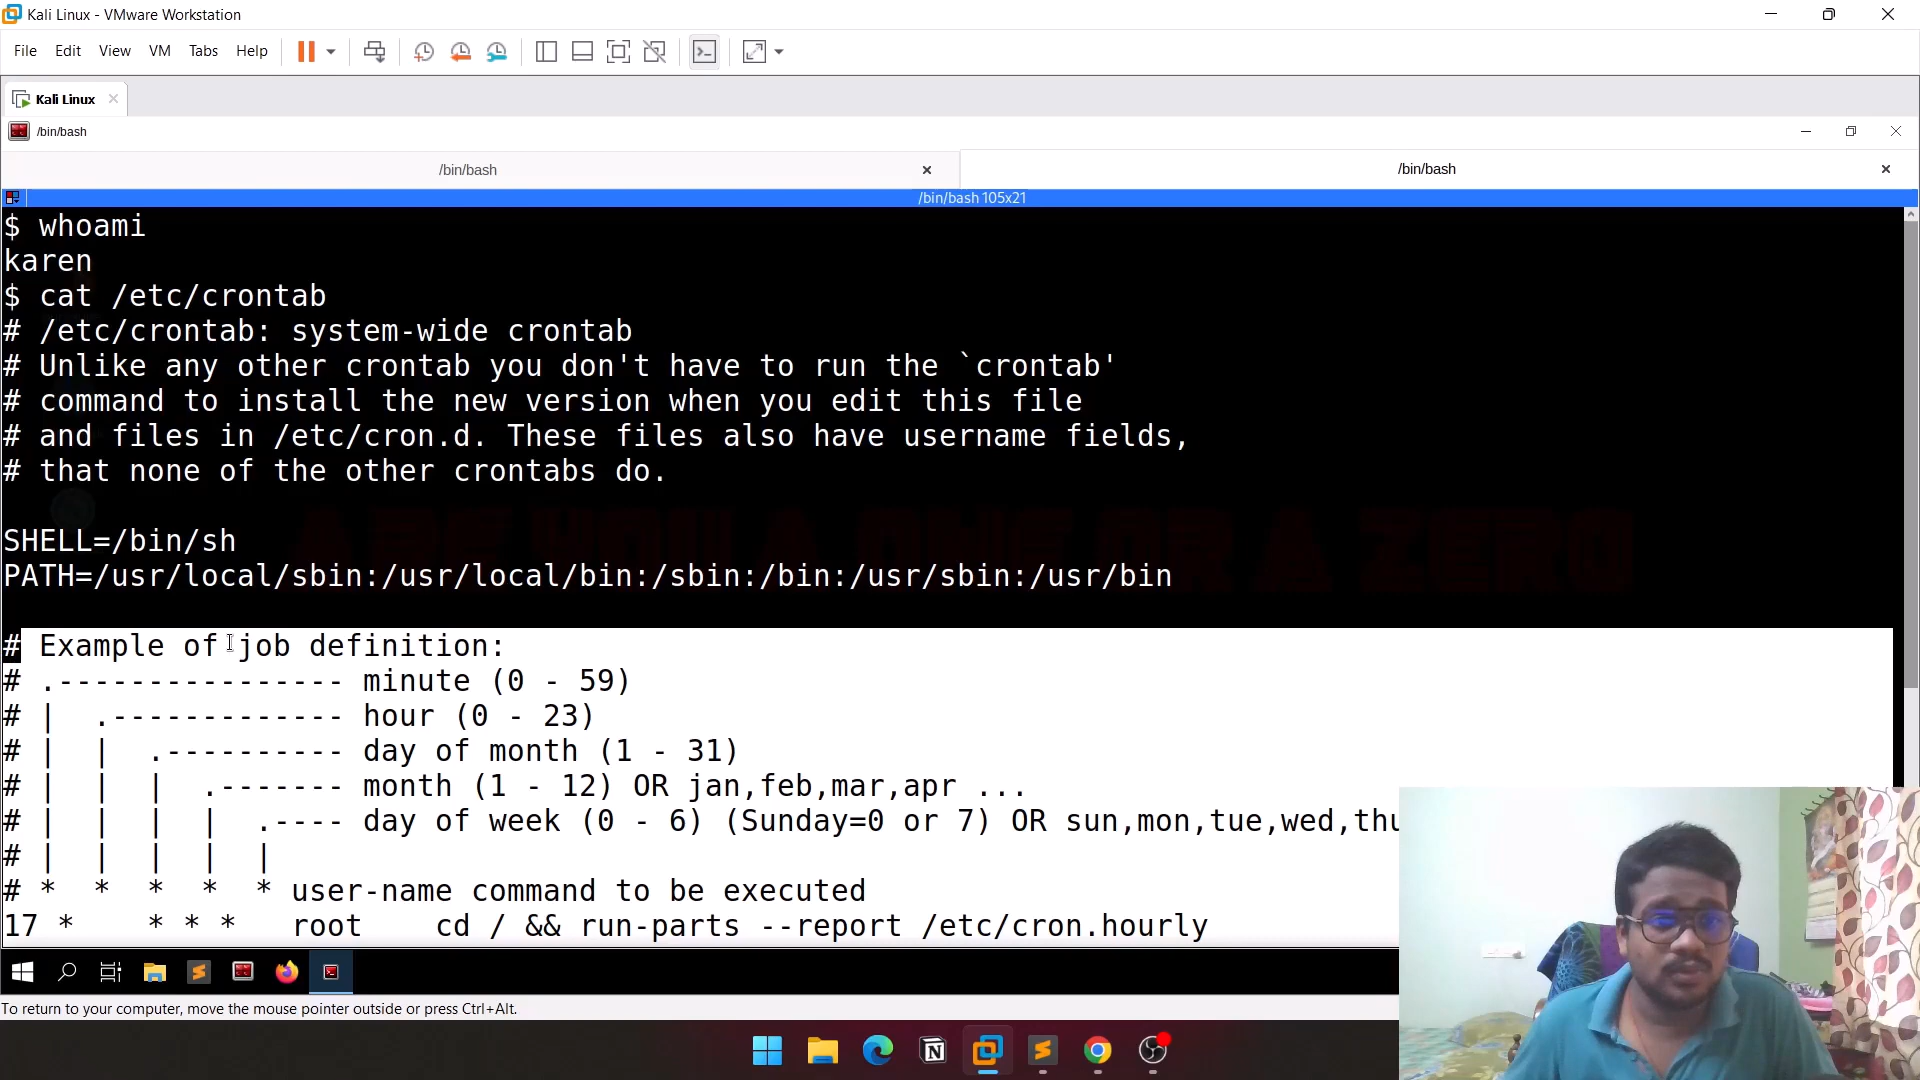 Kali Linux - VMware Workstation
File Edit View VM Tabs Help
Kali Linux
/bin/bash
/bin/bash
/bin/bash
/bin/bash 105x21
$ whoami
karen
$ cat /etc/crontab
# /etc/crontab: system-wide crontab
# Unlike any other crontab you don't have to run the `crontab'
# command to install the new version when you edit this file
# and files in /etc/cron.d. These files also have username fields,
# that none of the other crontabs do.
ARE YOU A ONE OR A ZERO
SHELL=/bin/sh
PATH=/usr/local/sbin:/usr/local/bin:/sbin:/bin:/usr/sbin:/usr/bin
# Example of job definition:
# .---------------- minute (0 - 59)
# | .------------- hour (0 - 23)
# | | .---------- day of month (1 - 31)
# | | | .------- month (1 - 12) OR jan,feb,mar,apr ...
# | | | | .---- day of week (0 - 6) (Sunday=0 or 7) OR sun,mon,tue,wed,thu
# | | | | |
# * * * * * user-name command to be executed
17 * * * * root cd / && run-parts --report /etc/cron.hourly
To return to your computer, move the mouse pointer outside or press Ctrl+Alt.